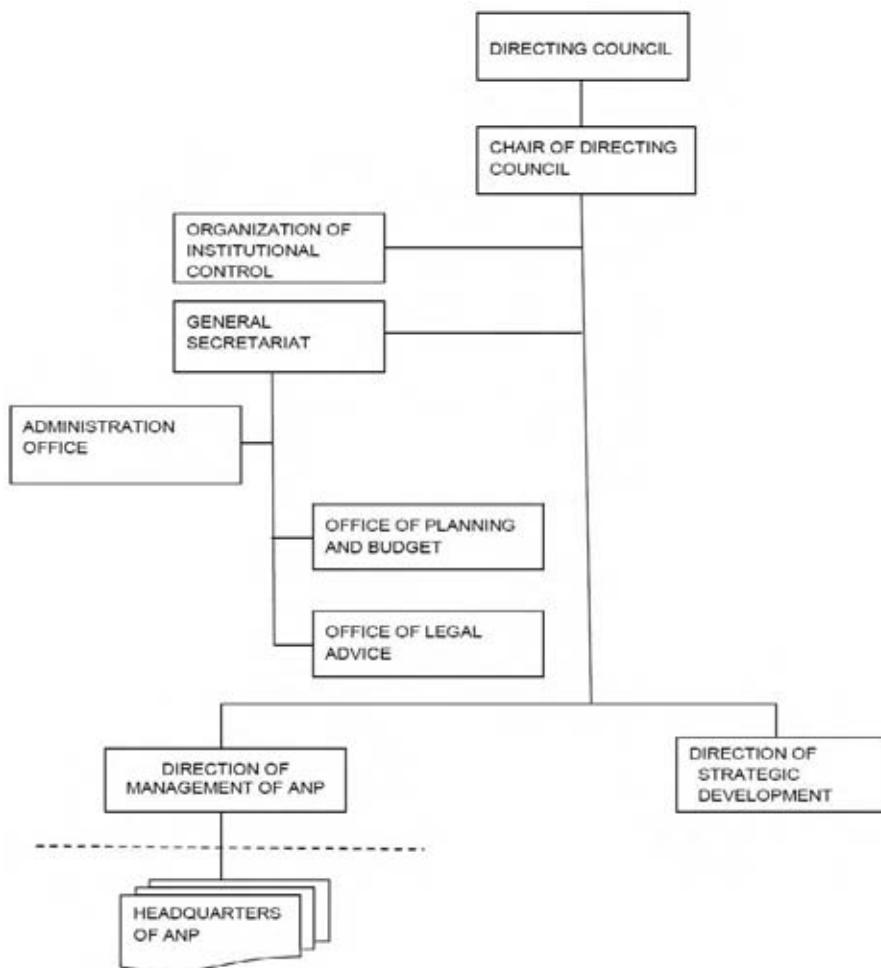 DIRECTING COUNCIL
CHAIR OF DIRECTING
COUNCIL
ORGANIZATION OF
INSTITUTIONAL
CONTROL
GENERAL
SECRETARIAT
ADMINISTRATION
OFFICE
OFFICE OF PLANNING
AND BUDGET
OFFICE OF LEGAL
ADVICE
DIRECTION OF
MANAGEMENT OF ANP
DIRECTION OF
STRATEGIC
DEVELOPMENT
HEADQUARTERS
OF ANP